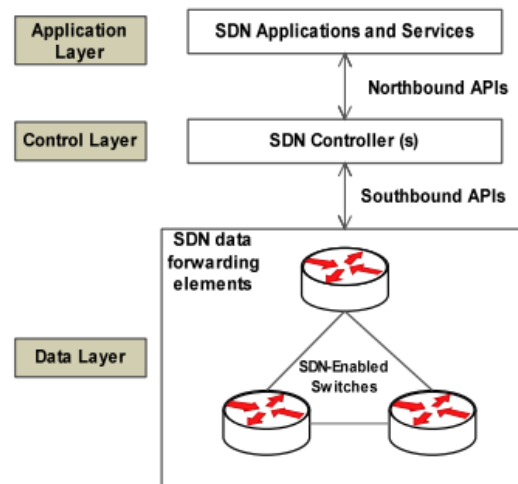 Application
Layer
SDN Applications and Services
Northbound APIs
Control Layer
SDN Controller (s)
Southbound APIs
SDN data
forwarding
elements
Data Layer
SDN-Enabled
Switches